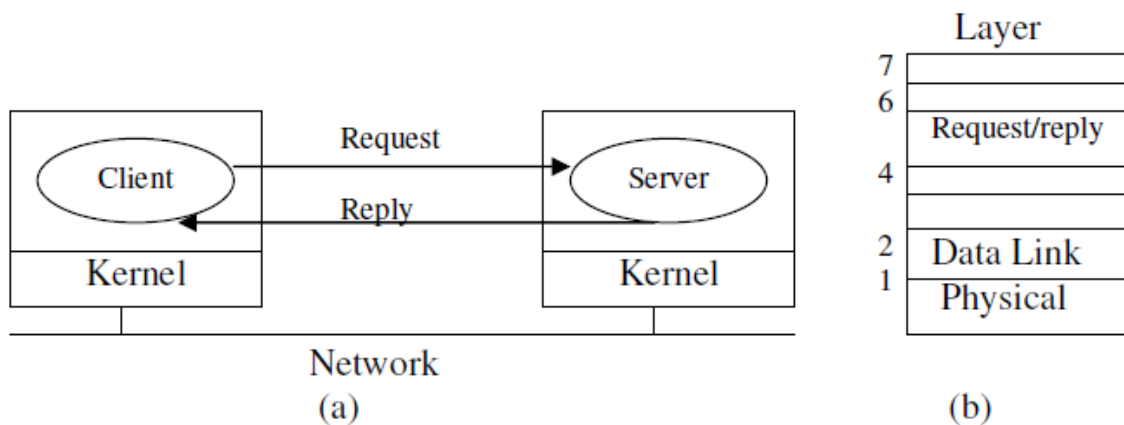 Request
Client
Server
Reply
Kernel
Kernel
Network
(a)
Layer
7
6
Request/reply
4
2
Data Link
1
Physical
(b)